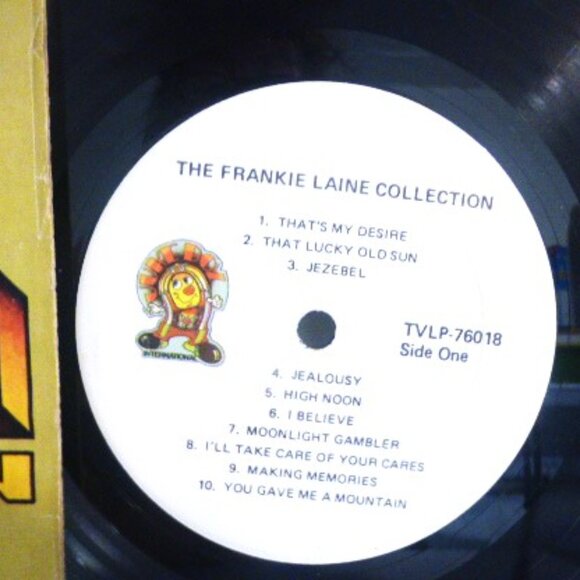 THE FRANKIE LAINE COLLECTION
1. THAT'S MY DESIRE
2. THAT LUCKY OLD SUN
3. JEZEBEL
TVLP-76018
Side One
INTERNATIONAL
4. JEALOUSY
5. HIGH NOON
6. I BELIEVE
7. MOONLIGHT GAMBLER
8. I'LL TAKE CARE OF YOUR CARES
9. MAKING MEMORIES
10. YOU GAVE ME A MOUNTAIN